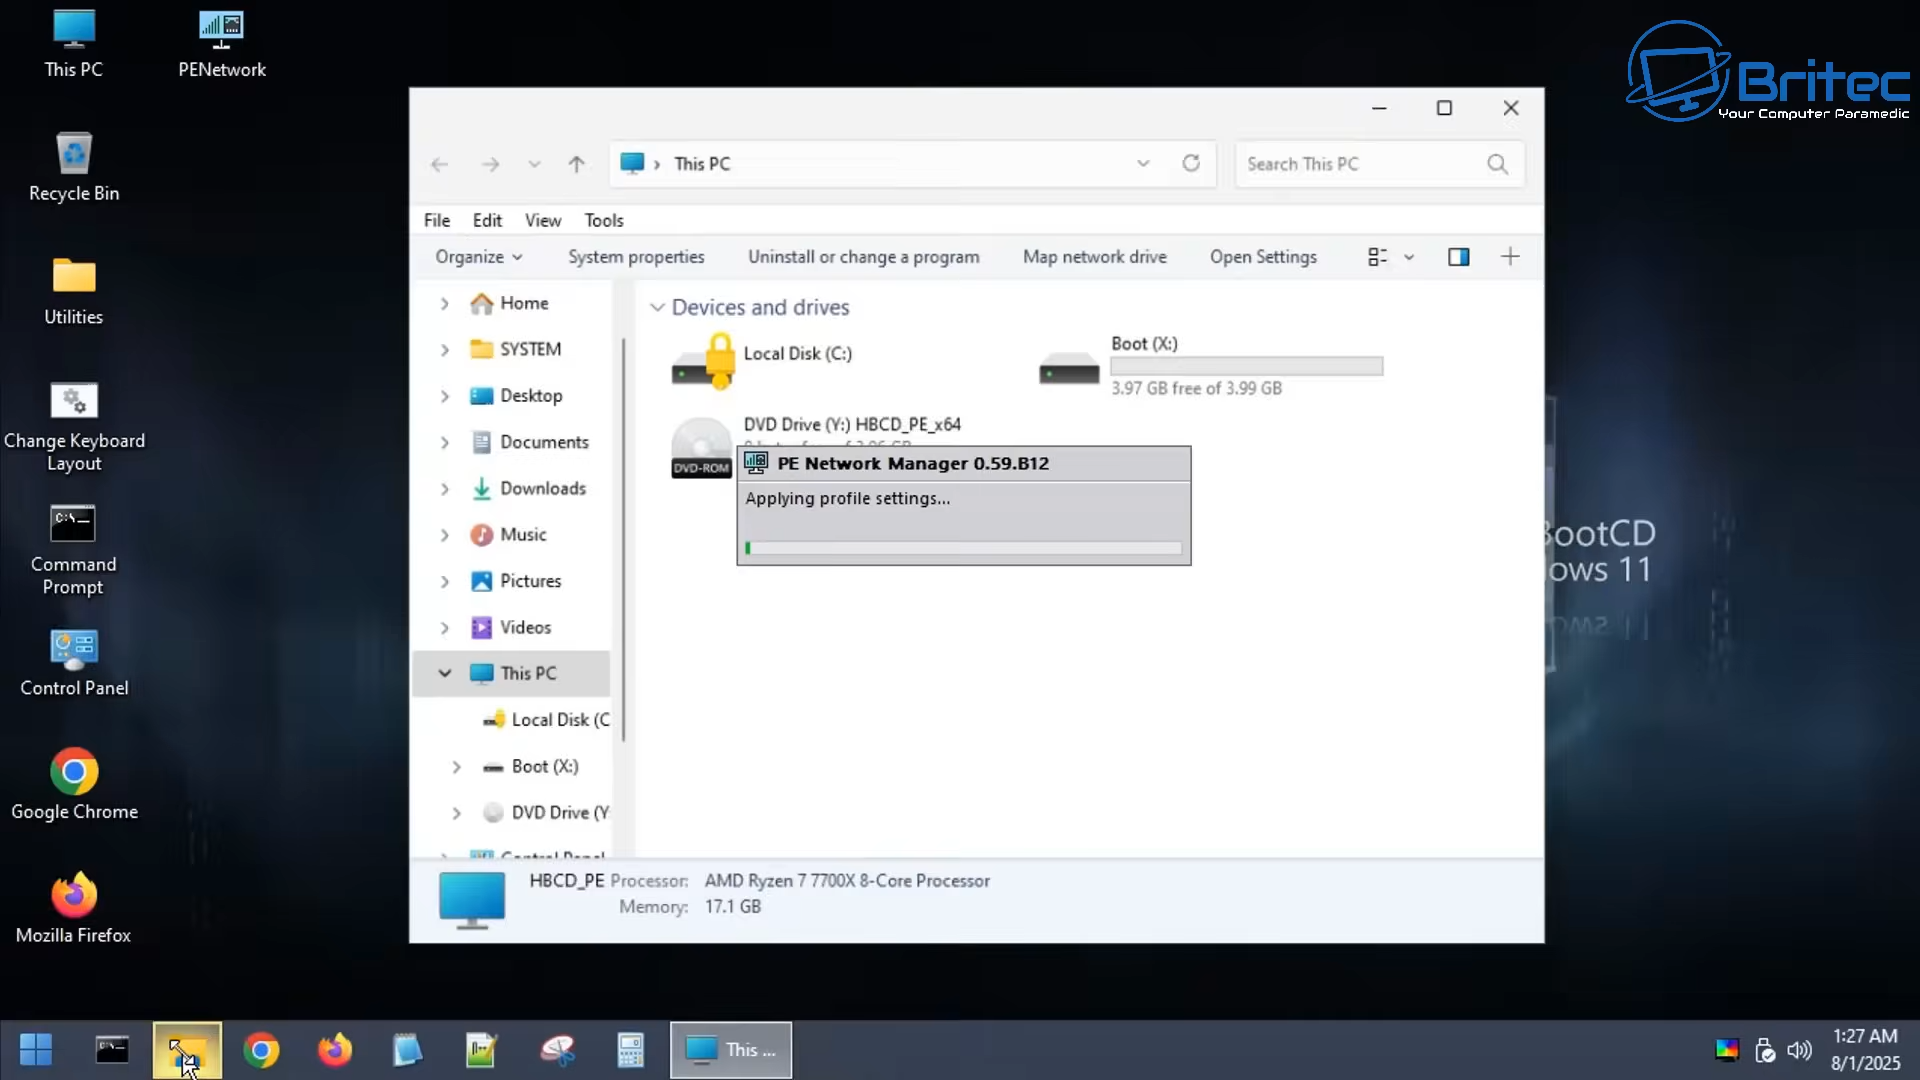 This PC
PENetwork
Britec
Your Computer Paramedic
Recycle Bin
Utilities
Change Keyboard
Layout
Command
Prompt
Control Panel
Google Chrome
Mozilla Firefox
This PC
Search This PC
File Edit View Tools
Organize System properties Uninstall or change a program Map network drive Open Settings
Home
SYSTEM
Desktop
Documents
Downloads
Music
Pictures
Videos
This PC
Local Disk (C
Boot (X:)
DVD Drive (Y:
Control Panel
Devices and drives
Local Disk (C:)
Boot (X:)
3.97 GB free of 3.99 GB
DVD Drive (Y:) HBCD_PE_x64
DVD-ROM
PE Network Manager 0.59.B12
Applying profile settings...
BootCD
ows 11
HBCD_PE Processor: AMD Ryzen 7 7700X 8-Core Processor
Memory: 17.1 GB
This ...
1:27 AM
8/1/2025